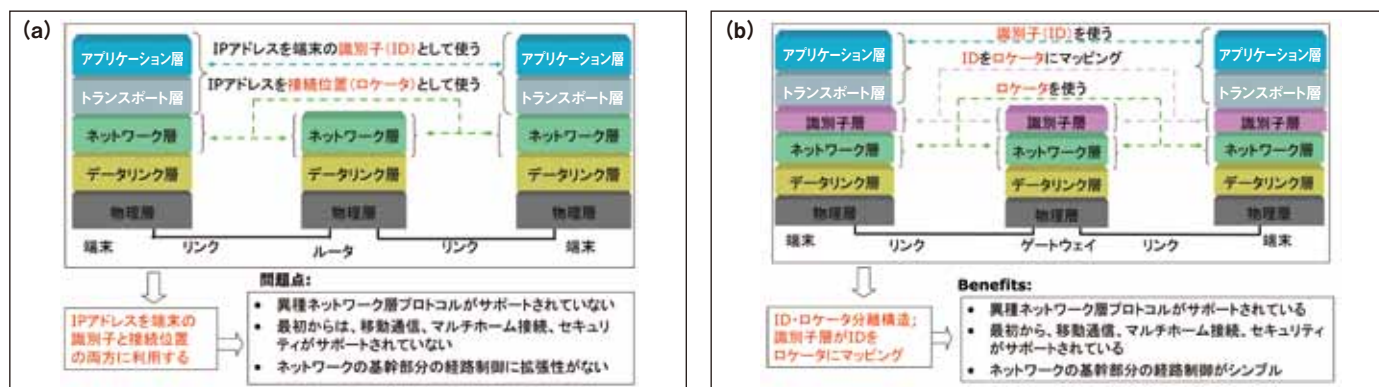 (a)
IPアドレスを端末の識別子(ID)として使う
アプリケーション層
アプリケーション層
IPアドレスを接続位置(ロケータ)として使う
トランスポート層
トランスポート層
ネットワーク層
ネットワーク層
ネットワーク層
データリンク層
データリンク層
データリンク層
物理層
物理層
物理層
端末
リンク
ルータ
リンク
端末
問題点:
IPアドレスを端末の
識別子と接続位置
の両方に利用する
• 異種ネットワーク層プロトコルがサポートされていない
• 最初からは、移動通信、マルチホーム接続、セキュリ
ティがサポートされていない
• ネットワークの基幹部分の経路制御に拡張性がない
(b)
識別子(ID)を使う
アプリケーション層
アプリケーション層
IDをロケータにマッピング
トランスポート層
トランスポート層
ロケータを使う
識別子層
識別子層
識別子層
ネットワーク層
ネットワーク層
ネットワーク層
データリンク層
データリンク層
データリンク層
物理層
物理層
物理層
端末
リンク
ゲートウェイ
リンク
端末
Benefits:
ID・ロケータ分離構造;
識別子層がIDを
ロケータにマッピング
• 異種ネットワーク層プロトコルがサポートされている
• 最初から、移動通信、マルチホーム接続、セキュリティ
がサポートされている
• ネットワークの基幹部分の経路制御がシンプル